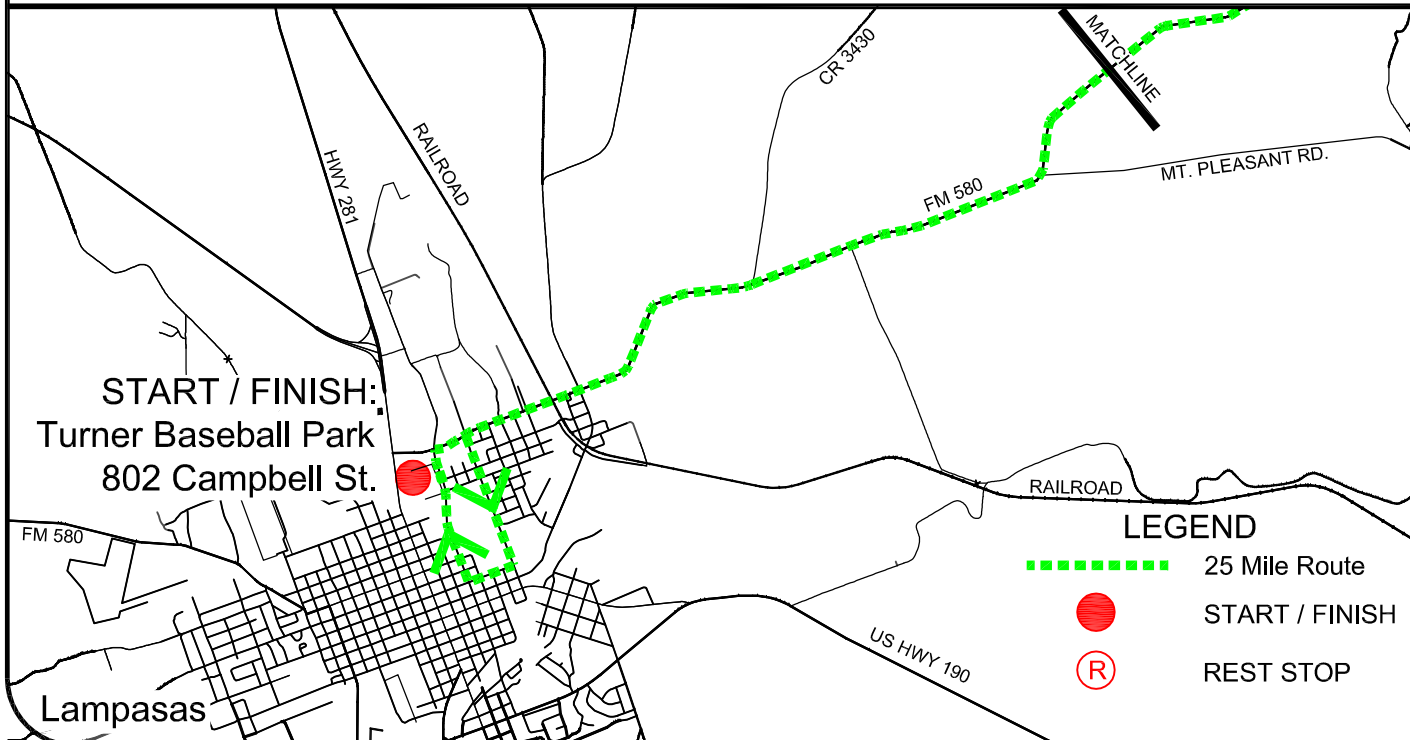 MATCHLINE
CR 3430
RAILROAD
HWY 281
MT. PLEASANT RD.
FM 580
START / FINISH:
Turner Baseball Park
802 Campbell St.
RAILROAD
FM 580
LEGEND
25 Mile Route
START / FINISH
R REST STOP
US HWY 190
Lampasas